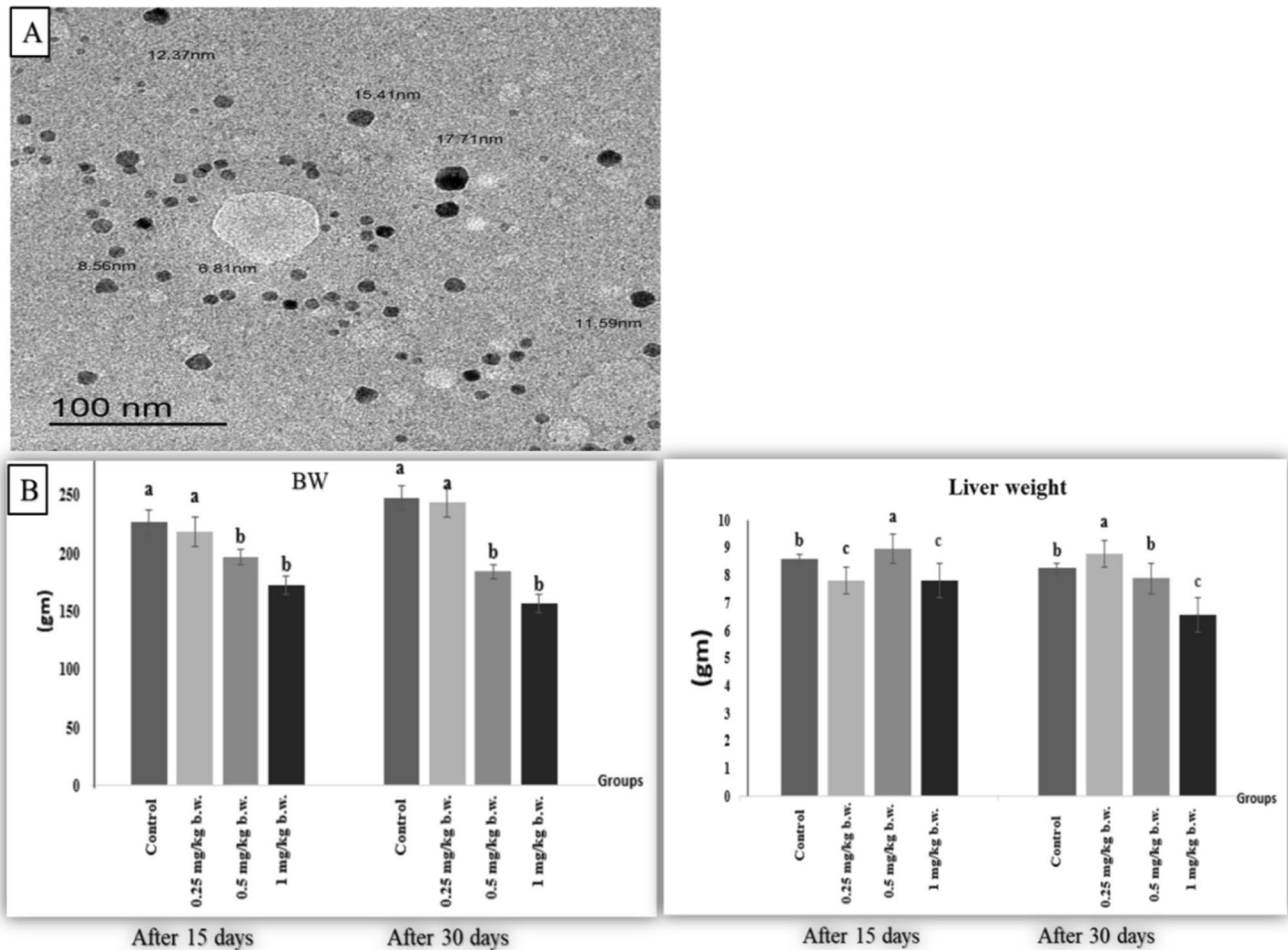 A
12.37nm
15.41nm
17.71nm
8.56nm
6.81nm
11.59nm
100 nm
B
BW
a a b b a a b b
250
200
150
100
50
0
(gm)
Groups
Control
0.25 mg/kg b.w.
0.5 mg/kg b.w.
1 mg/kg b.w.
Control
0.25 mg/kg b.w.
0.5 mg/kg b.w.
1 mg/kg b.w.
After 15 days After 30 days
Liver weight
b c a c b a b c
10
9
8
7
6
5
4
3
2
1
0
(gm)
Groups
Control
0.25 mg/kg b.w.
0.5 mg/kg b.w.
1 mg/kg b.w.
Control
0.25 mg/kg b.w.
0.5 mg/kg b.w.
1 mg/kg b.w.
After 15 days After 30 days